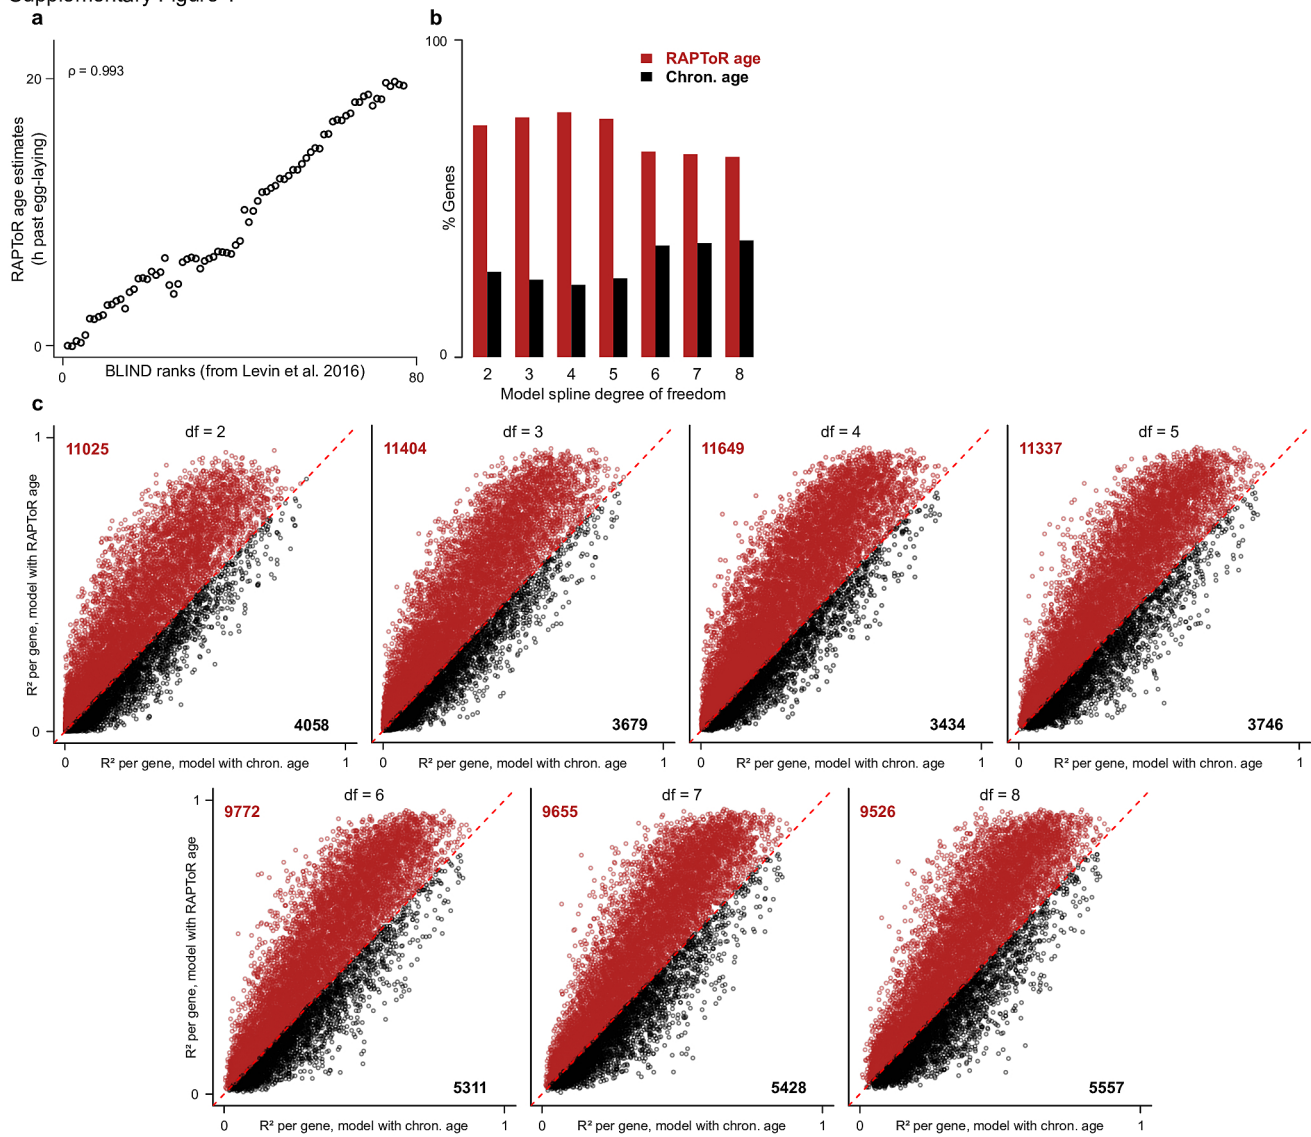 a
20
ρ = 0.993
RAPToR age estimates
(h past egg-laying)
0
0
BLIND ranks (from Levin et al. 2016)
80
b
100
RAPToR age
Chron. age
% Genes
0
2 3 4 5 6 7 8
Model spline degree of freedom
c
R² per gene, model with RAPToR age
1
0
df = 2
11025
4058
0 R² per gene, model with chron. age 1
df = 3
11404
3679
0 R² per gene, model with chron. age 1
df = 4
11649
3434
0 R² per gene, model with chron. age 1
df = 5
11337
3746
0 R² per gene, model with chron. age 1
R² per gene, model with RAPToR age
1
0
df = 6
9772
5311
0 R² per gene, model with chron. age 1
df = 7
9655
5428
0 R² per gene, model with chron. age 1
df = 8
9526
5557
0 R² per gene, model with chron. age 1